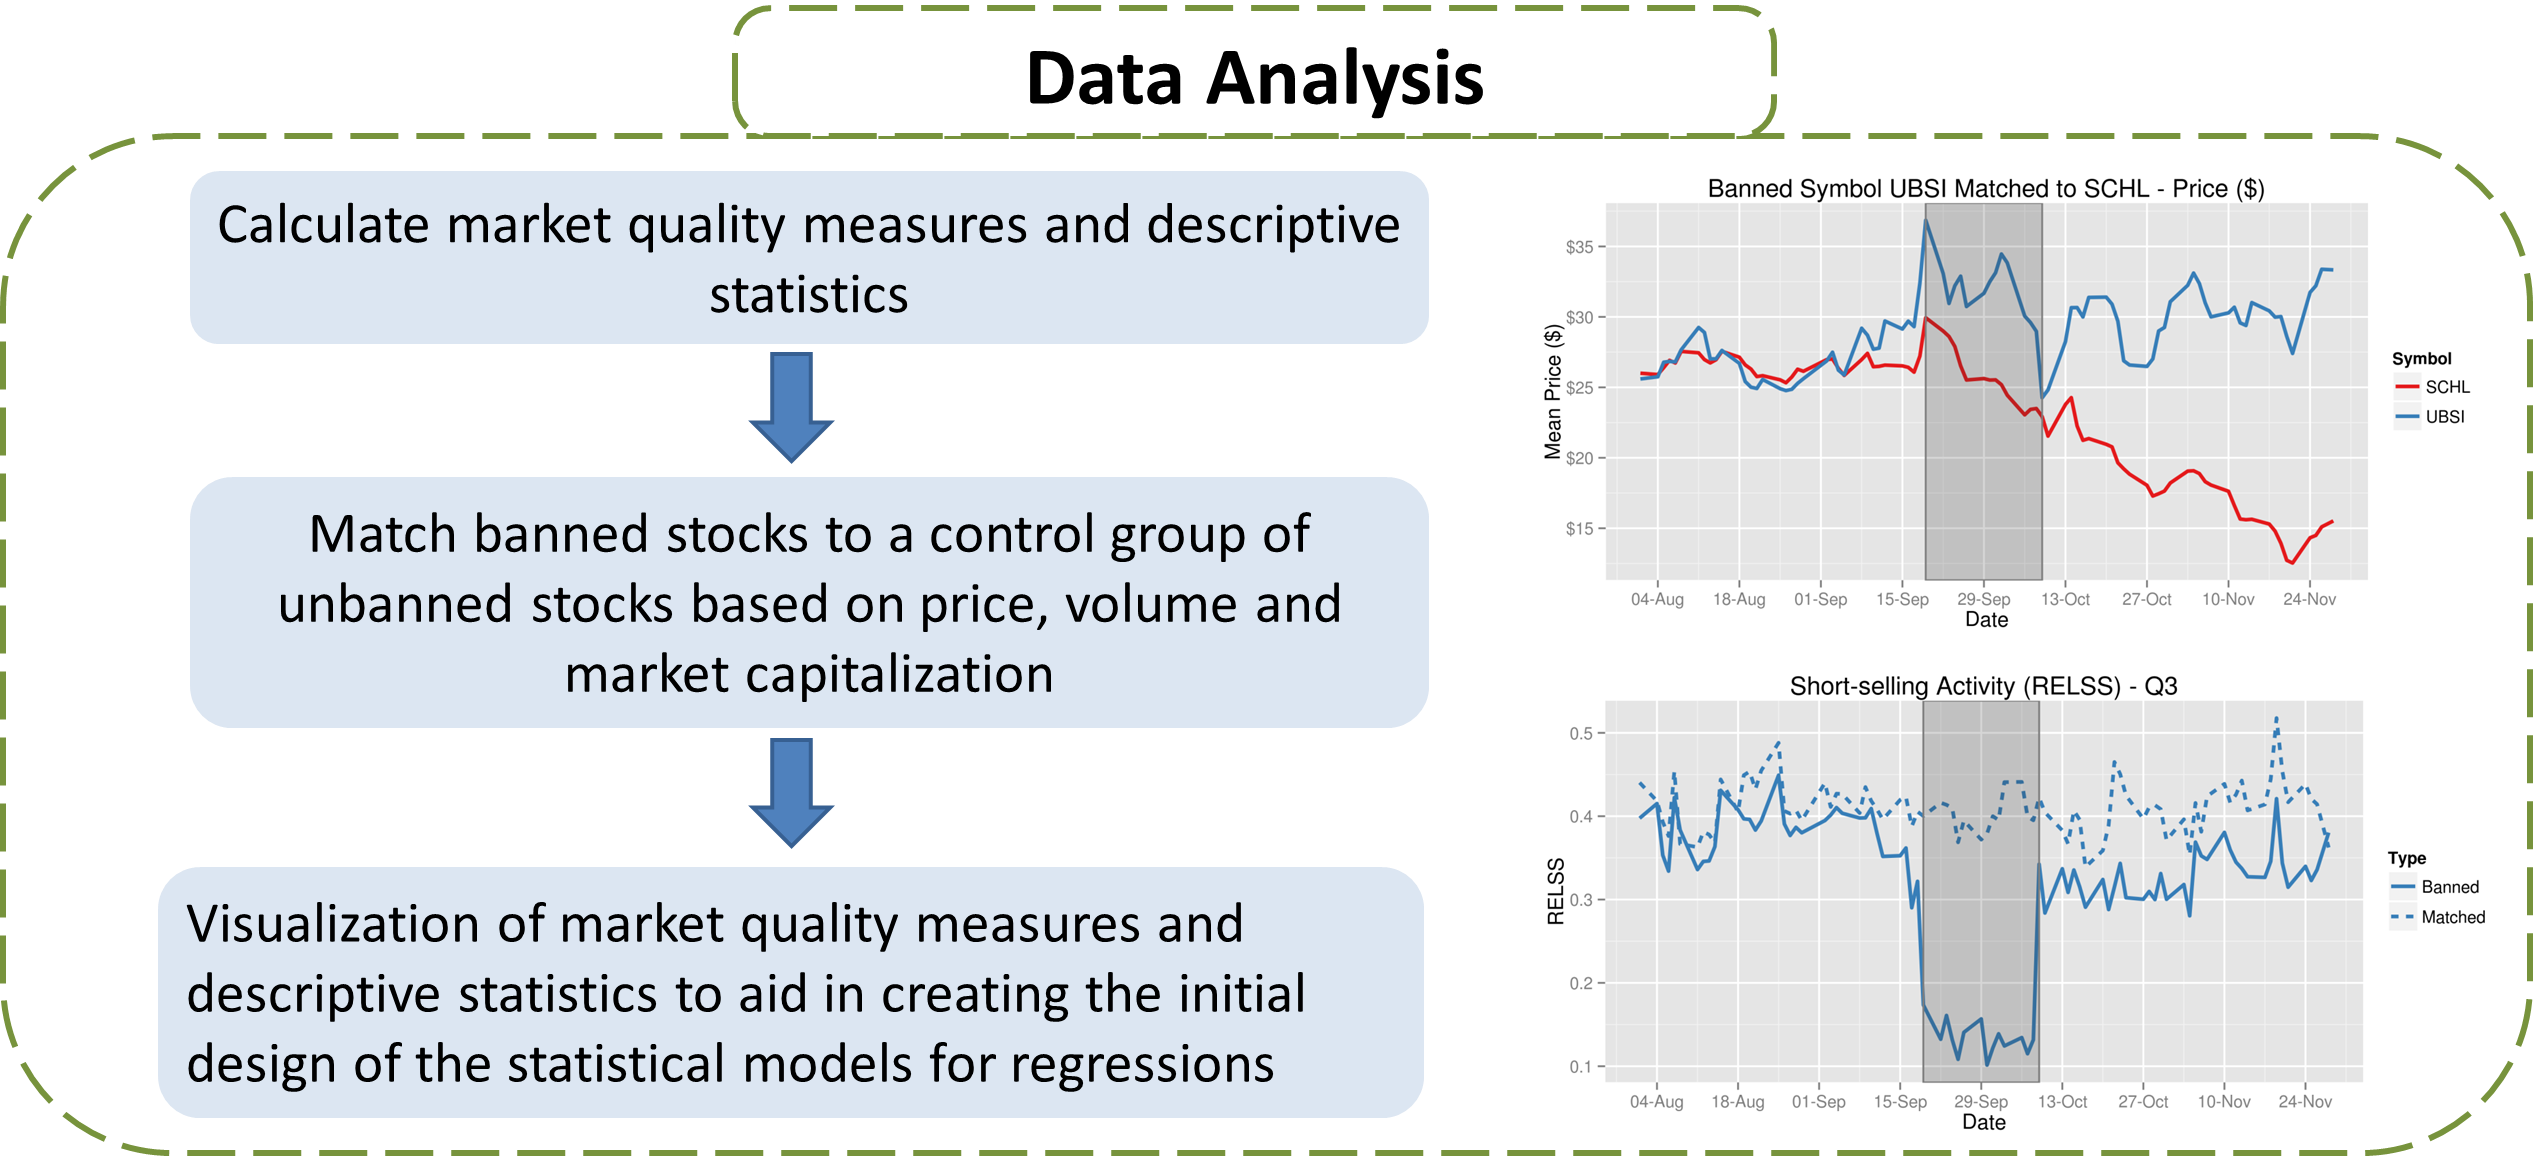 Data Analysis
Calculate market quality measures and descriptive
statistics
Match banned stocks to a control group of
unbanned stocks based on price, volume and
market capitalization
Visualization of market quality measures and
descriptive statistics to aid in creating the initial
design of the statistical models for regressions
Banned Symbol UBSI Matched to SCHL - Price ($)
Mean Price ($)
$35
$30
$25
$20
$15
04-Aug 18-Aug 01-Sep 15-Sep 29-Sep 13-Oct 27-Oct 10-Nov 24-Nov
Date
Symbol
SCHL
UBSI
Short-selling Activity (RELSS) - Q3
RELSS
0.5
0.4
0.3
0.2
0.1
04-Aug 18-Aug 01-Sep 15-Sep 29-Sep 13-Oct 27-Oct 10-Nov 24-Nov
Date
Type
Banned
Matched